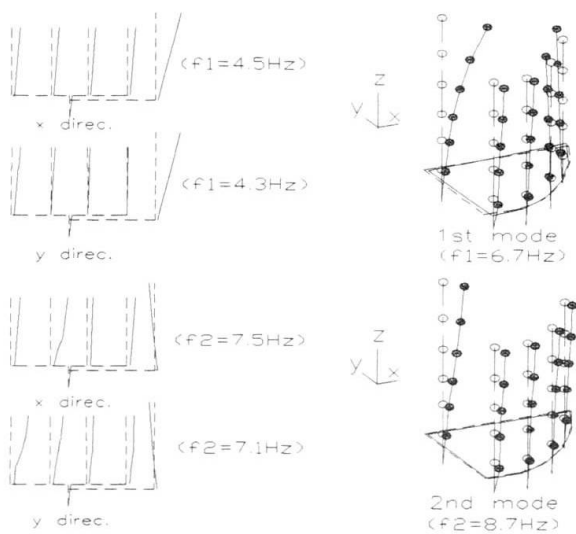 (f1=4.5Hz)
x direc.
(f1=4.3Hz)
y direc.
(f2=7.5Hz)
x direc.
(f2=7.1Hz)
y direc.
z
y x
1st mode
(f1=6.7Hz)
z
y x
2nd mode
(f2=8.7Hz)